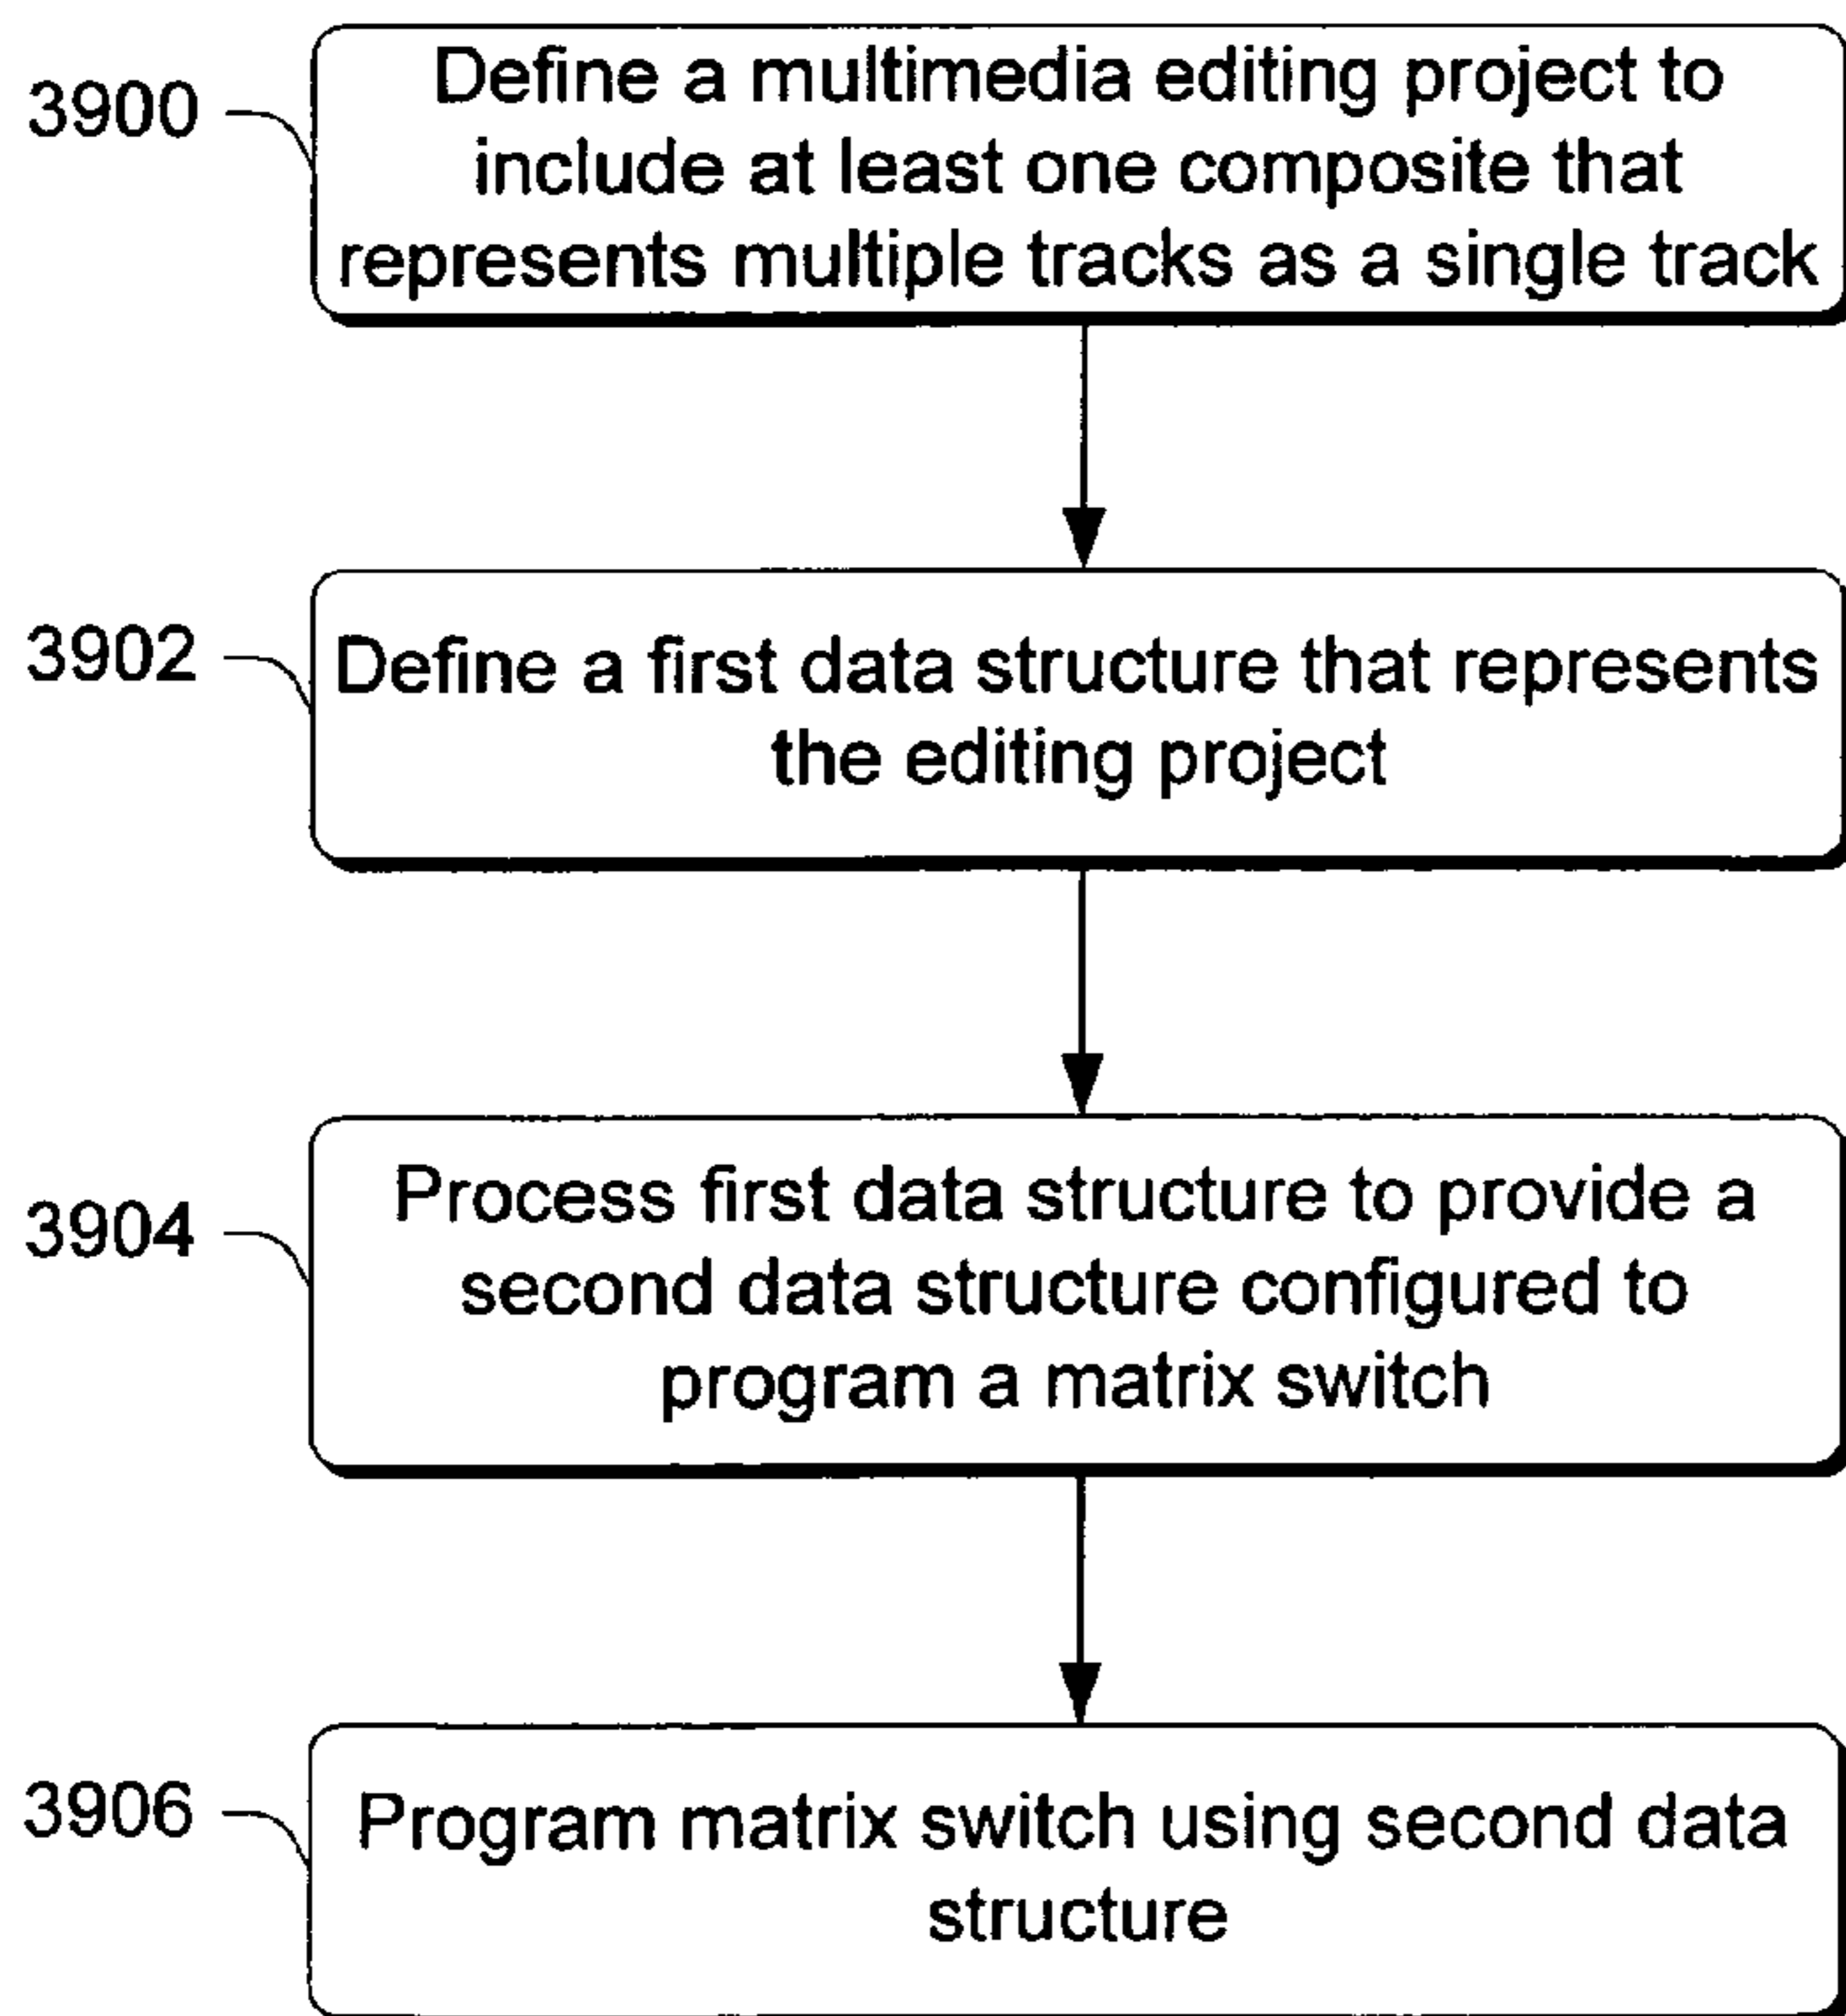 3900
Define a multimedia editing project to
include at least one composite that
represents multiple tracks as a single track
3902
Define a first data structure that represents
the editing project
3904
Process first data structure to provide a
second data structure configured to
program a matrix switch
3906
Program matrix switch using second data
structure